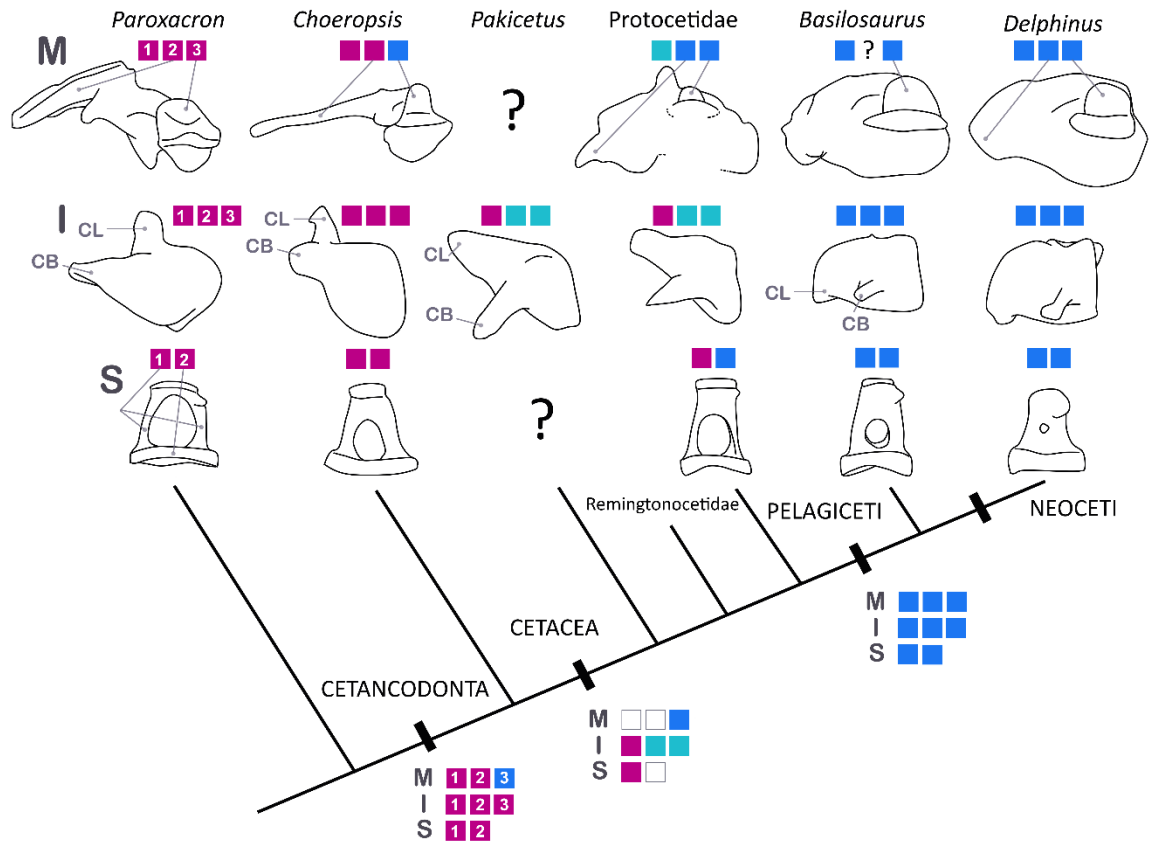 Paroxacron Choeropsis Pakicetus Protocetidae Basilosaurus Delphinus
M 1 2 3 ?
?
I 1 2 3
CL CL
CB CB CL
CB CL CB
S 1 2
?
Remingtonocetidae PELAGICETI NEOCETI
M
I
S
CETACEA
CETANCODONTA
M
I
S
M 1 2 3
I 1 2 3
S 1 2